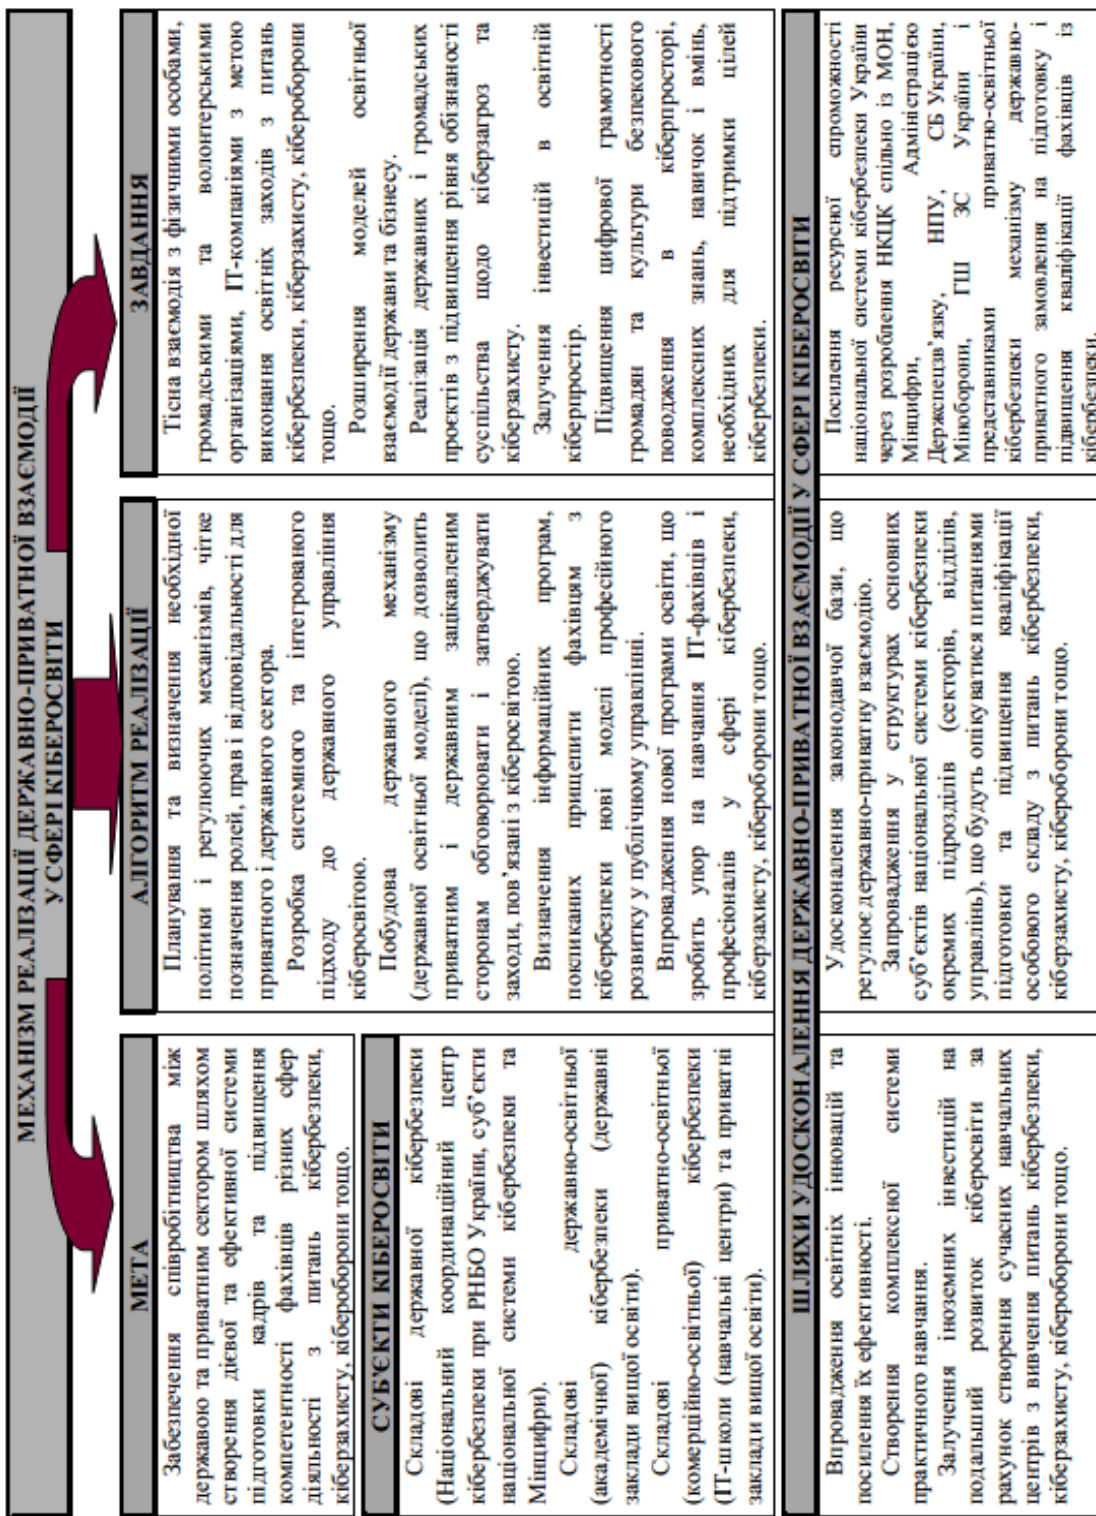 МЕХАНІЗМ РЕАЛІЗАЦІЇ ДЕРЖАВНО-ПРИВАТНОЇ ВЗАЄМОДІЇ
У СФЕРІ КІБЕРОСВІТИ
МЕТА
Забезпечення співробітництва між
державою та приватним сектором шляхом
створення дієвої та ефективної системи
підготовки кадрів та підвищення
компетентності фахівців різних сфер
діяльності з питань кібербезпеки,
кіберзахисту, кібероборони тощо.
СУБ'ЄКТИ КІБЕРОСВІТИ
Складові державної кібербезпеки
(Національний координаційний центр
кібербезпеки при РНБО України, суб'єкти
національної системи кібербезпеки та
Мінцифри).
Складові державно-освітньої
(академічної) кібербезпеки (державні
заклади вищої освіти).
Складові приватно-освітньої
(комерційно-освітньої) кібербезпеки
(ІТ-школи (навчальні центри) та приватні
заклади вищої освіти).
АЛГОРИТМ РЕАЛІЗАЦІЇ
Планування та визначення необхідної
політики і регулюючих механізмів, чітке
позначення ролей, прав і відповідальності для
приватного і державного сектора.
Розробка системного та інтегрованого
підходу до державного управління
кіберосвітою.
Побудова державного механізму
(державної освітньої моделі), що дозволить
приватним і державним зацікавленим
сторонам обговорювати і затверджувати
заходи, пов'язані з кіберосвітою.
Визначення інформаційних програм,
покликаних прищепити фахівцям з
кібербезпеки нові моделі професійного
розвитку у публічному управлінні.
Впровадження нової програми освіти, що
зробить упор на навчання ІТ-фахівців і
професіоналів у сфері кібербезпеки,
кіберзахисту, кібероборони тощо.
ЗАВДАННЯ
Тісна взаємодія з фізичними особами,
громадськими та волонтерськими
організаціями, ІТ-компаніями з метою
виконання освітніх заходів з питань
кібербезпеки, кіберзахисту, кібероборони
тощо.
Розширення моделей освітньої
взаємодії держави та бізнесу.
Реалізація державних і громадських
проєктів з підвищення рівня обізнаності
суспільства щодо кіберзагроз та
кіберзахисту.
Залучення інвестицій в освітній
кіберпростір.
Підвищення цифрової грамотності
громадян та культури безпекового
поводження в кіберпросторі,
комплексних знань, навичок і вмінь,
необхідних для підтримки цілей
кібербезпеки.
ШЛЯХИ УДОСКОНАЛЕННЯ ДЕРЖАВНО-ПРИВАТНОЇ ВЗАЄМОДІЇ У СФЕРІ КІБЕРОСВІТИ
Впровадження освітніх інновацій та
посилення їх ефективності.
Створення комплексної системи
практичного навчання.
Залучення іноземних інвестицій на
подальший розвиток кіберосвіти за
рахунок створення сучасних навчальних
центрів з вивчення питань кібербезпеки,
кіберзахисту, кібероборони тощо.
Удосконалення законодавчої бази, що
регулює державно-приватну взаємодію.
Запровадження у структурах основних
суб'єктів національної системи кібербезпеки
окремих підрозділів (секторів, відділів,
управлінь), що будуть опікуватися питаннями
підготовки та підвищення кваліфікації
особового складу з питань кібербезпеки,
кіберзахисту, кібероборони тощо.
Посилення ресурсної спроможності
національної системи кібербезпеки України
через розроблення НКЦК спільно із МОН,
Мінцифри, Адміністрацією
Держспецзв'язку, НПУ, СБ України,
Міноборони, ГШ ЗС України і
представниками приватно-освітньої
кібербезпеки механізму державно-
приватного замовлення на підготовку і
підвищення кваліфікації фахівців із
кібербезпеки.